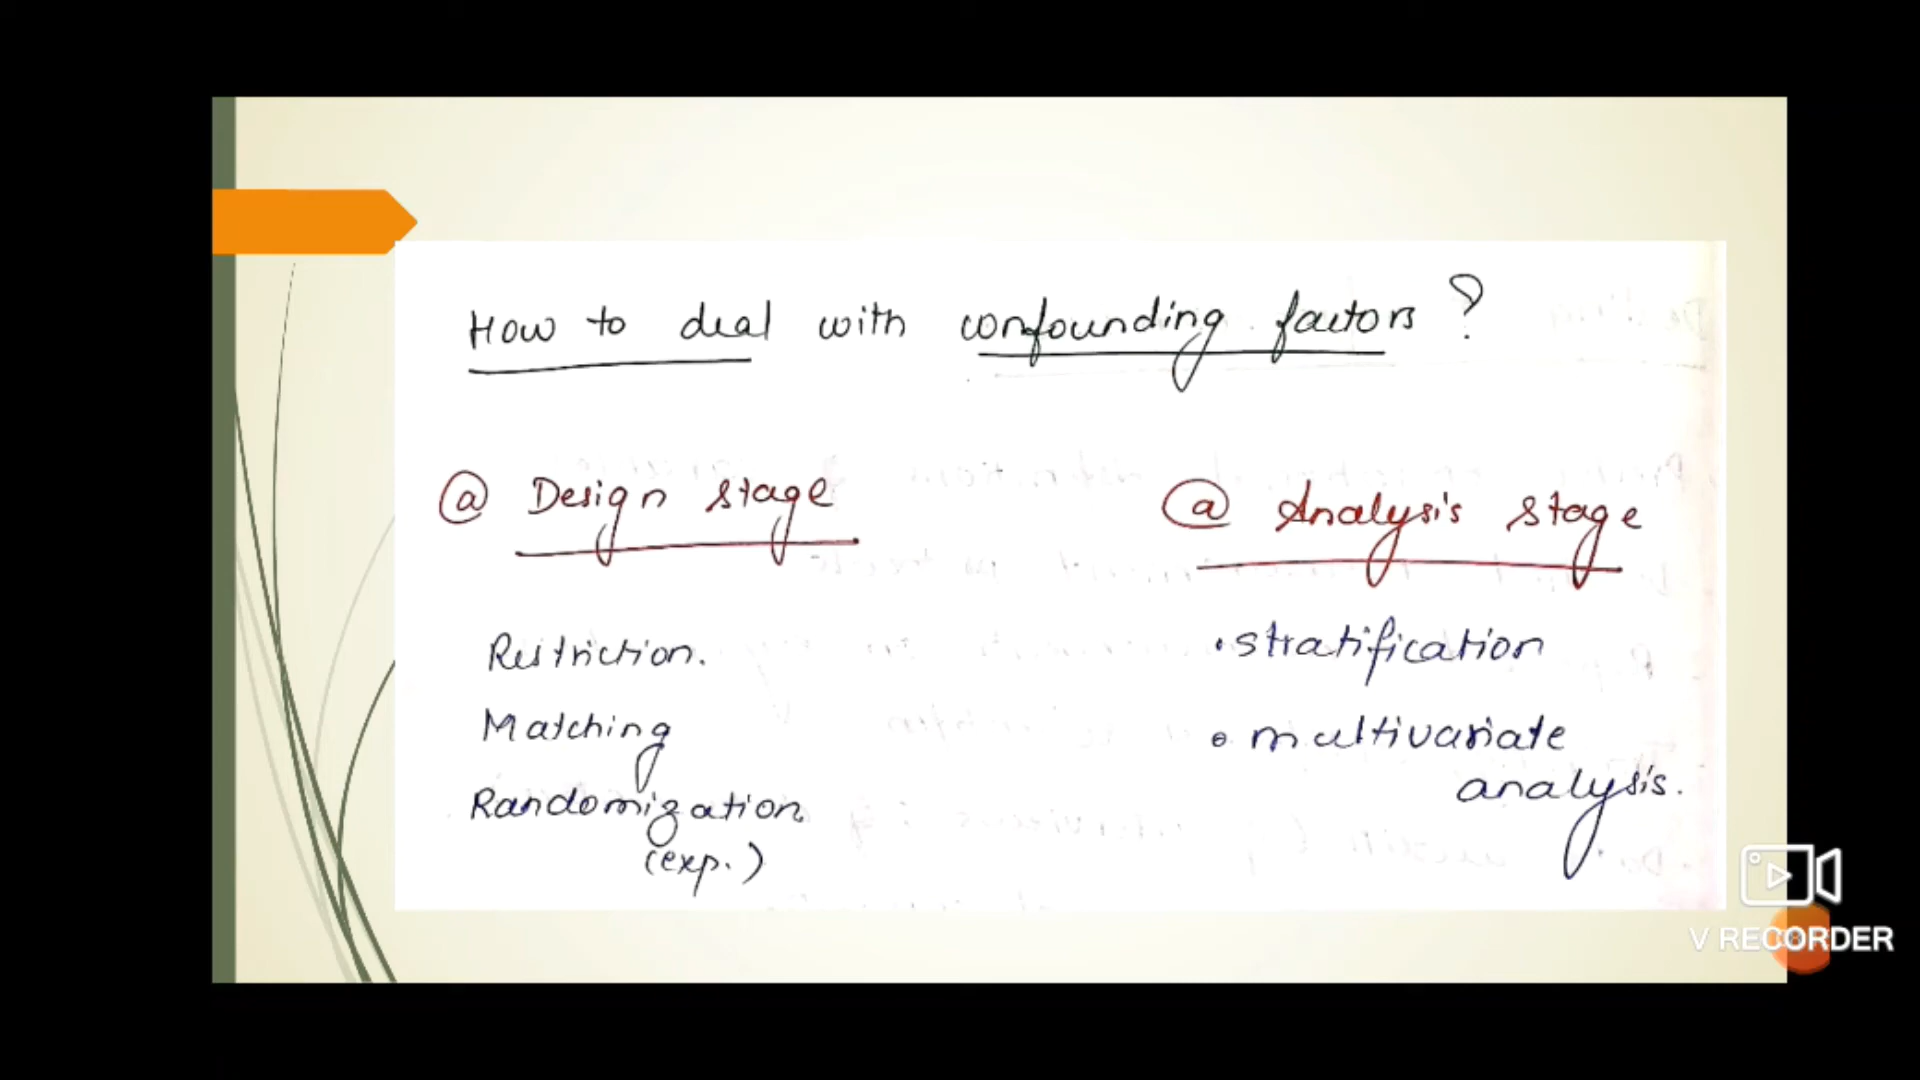 How to deal with confounding factors ?
@ Design stage
Restriction.
Matching
Randomization
(exp.)
@ Analysis stage
• stratification
• multivariate
analysis.
V RECORDER